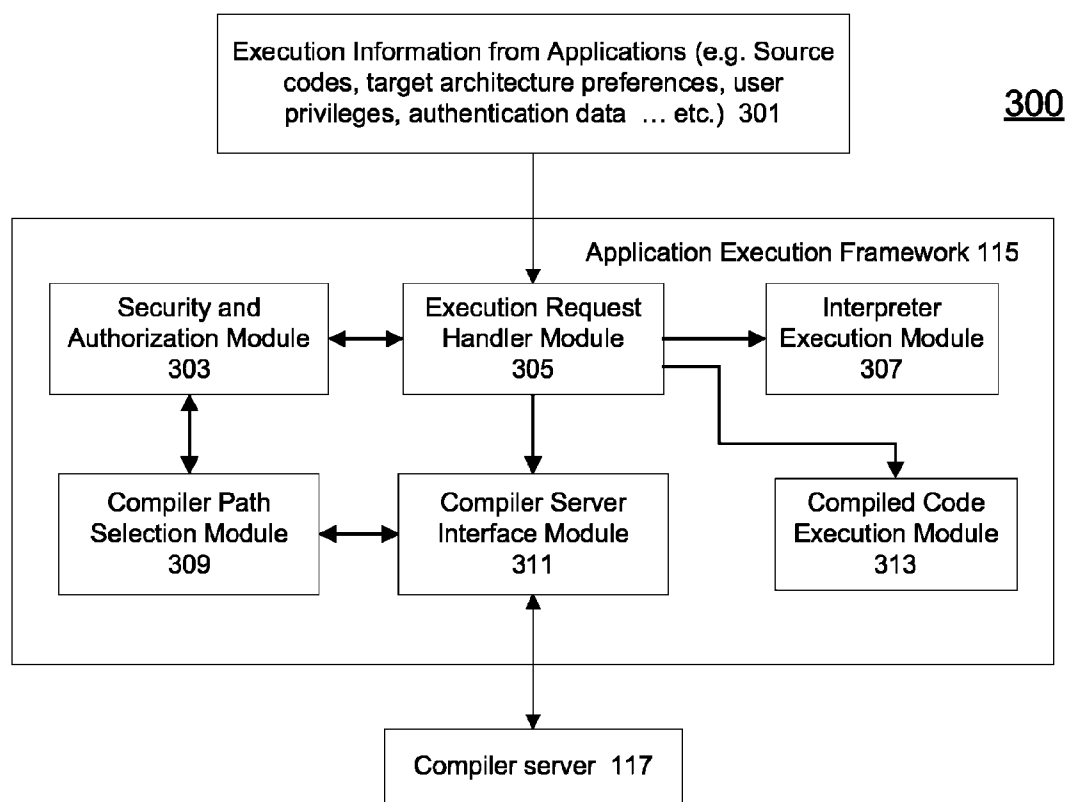 Execution Information from Applications (e.g. Source
codes, target architecture preferences, user
privileges, authentication data ... etc.) 301
300
Application Execution Framework 115
Security and
Authorization Module
303
Execution Request
Handler Module
305
Interpreter
Execution Module
307
Compiler Path
Selection Module
309
Compiler Server
Interface Module
311
Compiled Code
Execution Module
313
Compiler server 117